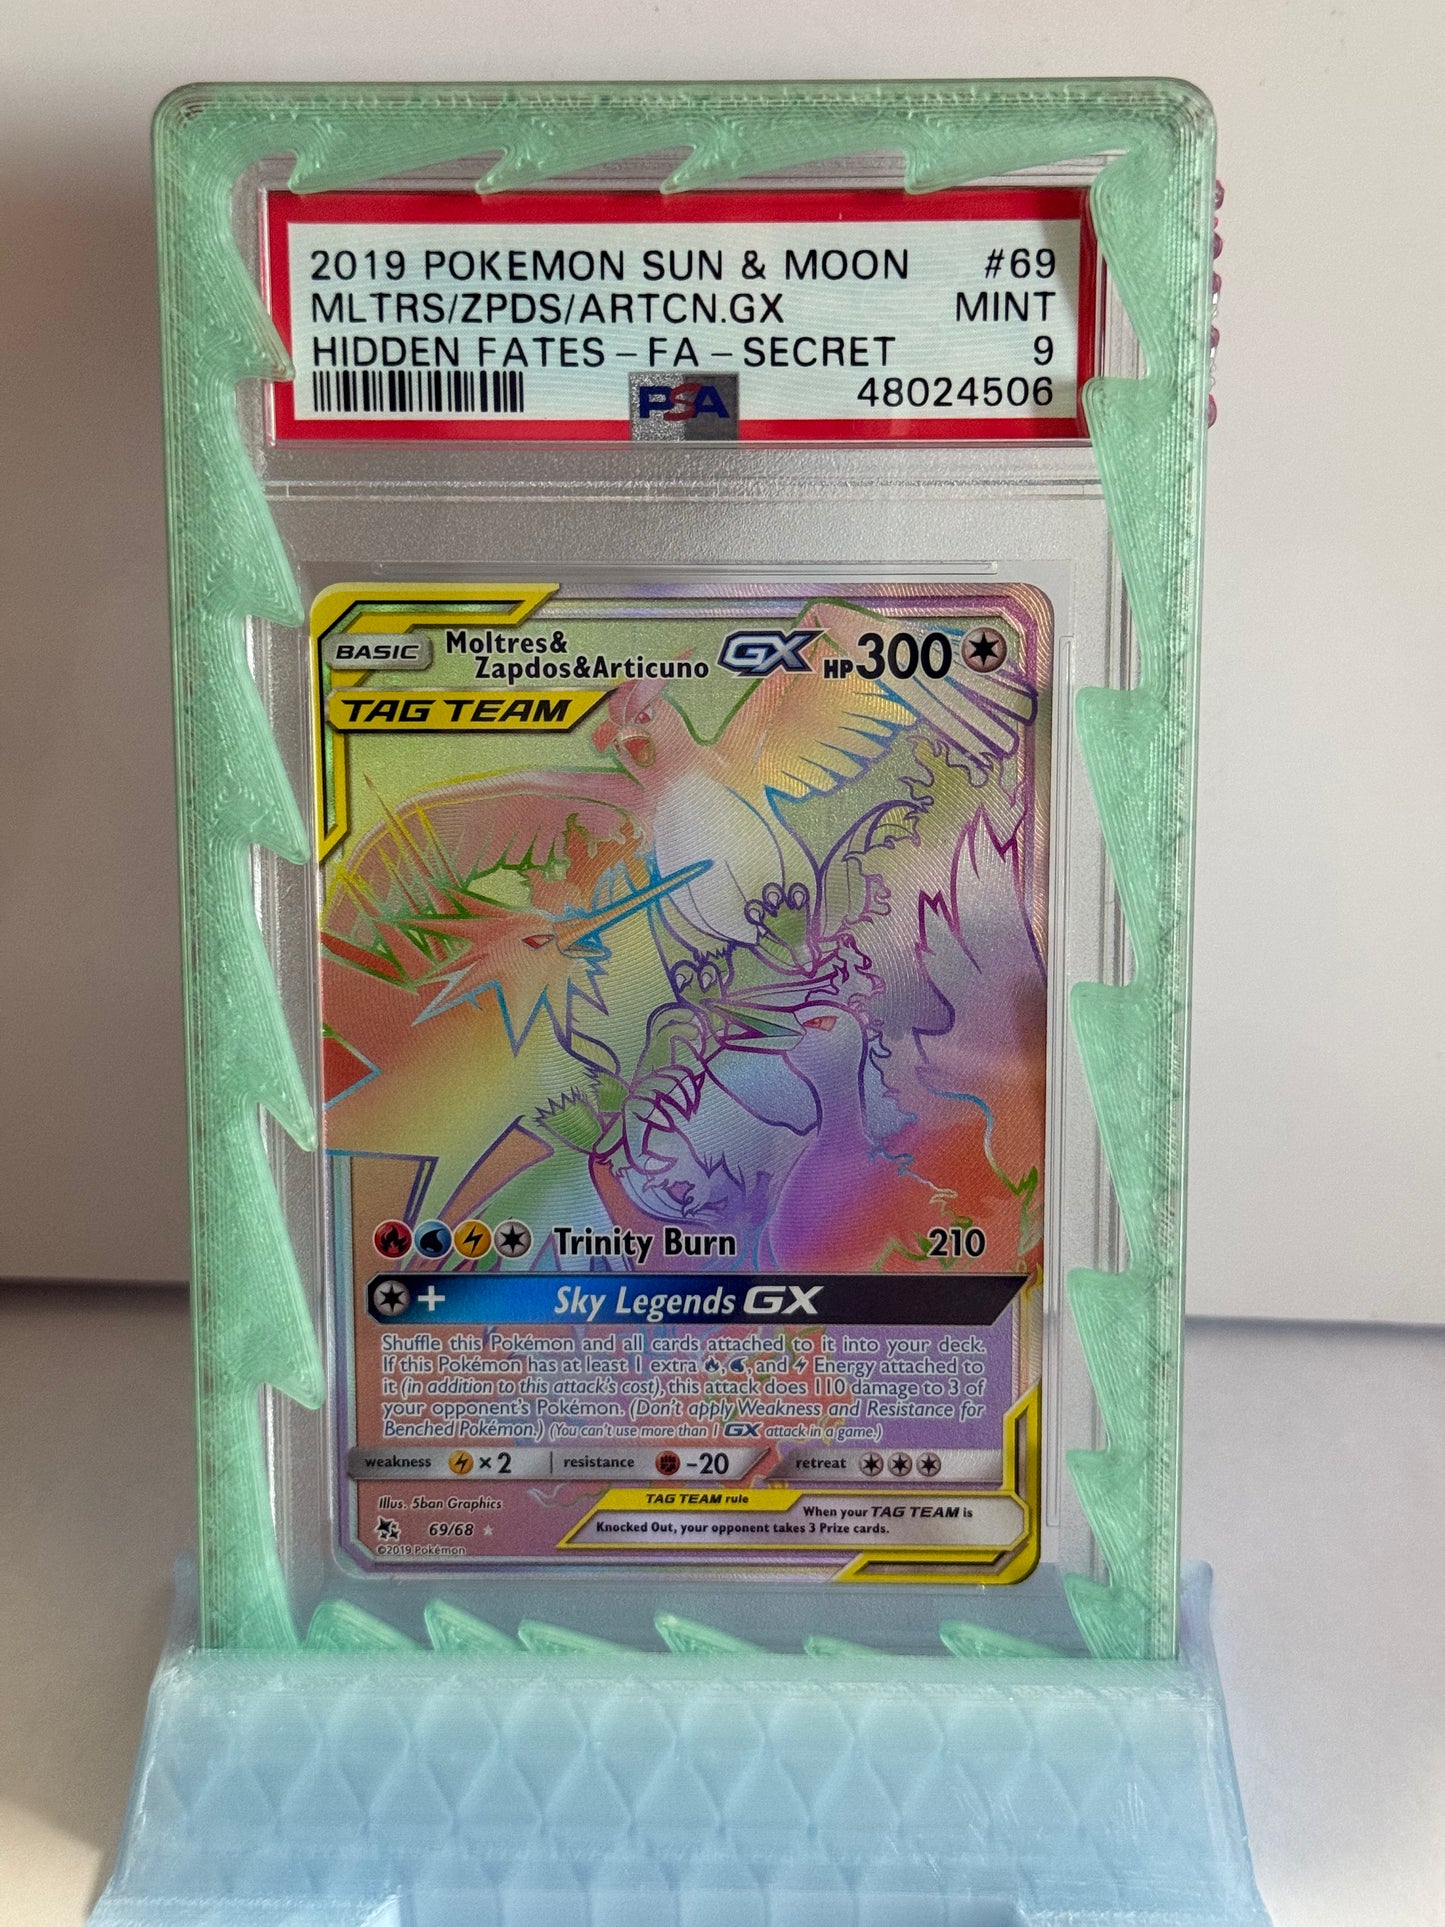 2019 POKEMON SUN & MOON #69
MLTRS/ZPDS/ARTCN.GX MINT
HIDDEN FATES - FA - SECRET 9
PSA 48024506
BASIC Moltres&
Zapdos&Articuno GX HP 300
TAG TEAM
Trinity Burn 210
+ Sky Legends GX
Shuffle this Pokémon and all cards attached to it into your deck.
If this Pokémon has at least 1 extra , , and Energy attached to
it (in addition to this attack's cost), this attack does 110 damage to 3 of
your opponent's Pokémon. (Don't apply Weakness and Resistance for
Benched Pokémon.) (You can't use more than 1 GX attack in a game.)
weakness ×2 resistance -20 retreat
Illus. 5ban Graphics
TAG TEAM rule When your TAG TEAM is
Knocked Out, your opponent takes 3 Prize cards.
69/68
©2019 Pokémon